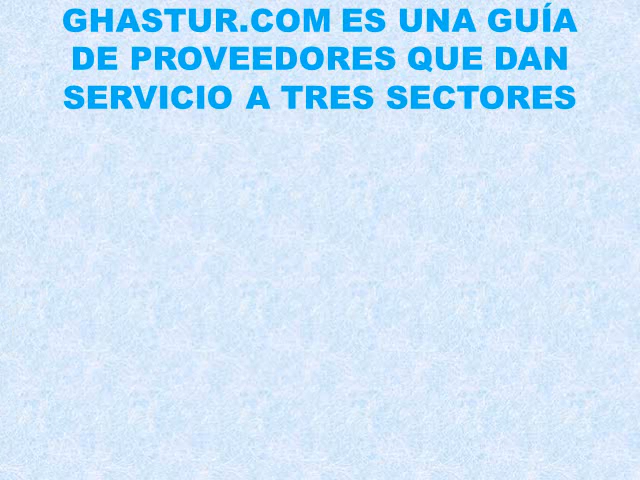 GHASTUR.COM ES UNA GUÍA
DE PROVEEDORES QUE DAN
SERVICIO A TRES SECTORES